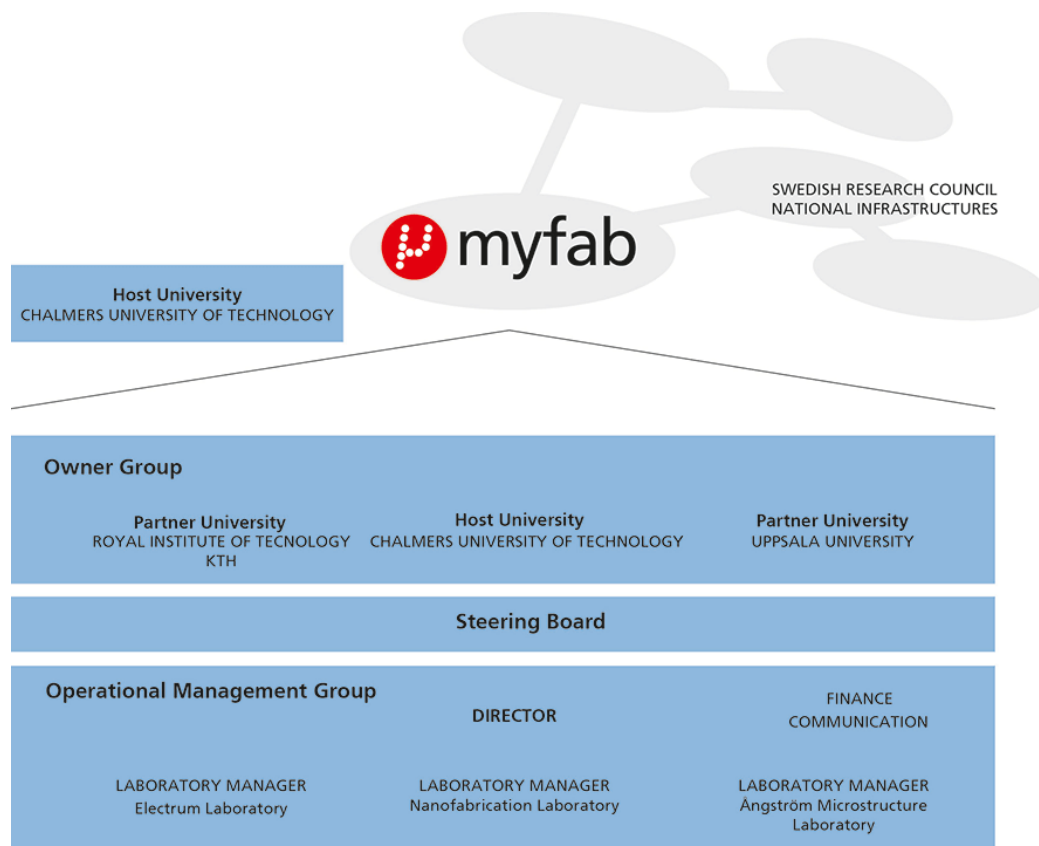 SWEDISH RESEARCH COUNCIL
NATIONAL INFRASTRUCTURES
µ myfab
Host University
CHALMERS UNIVERSITY OF TECHNOLOGY
Owner Group
Partner University
ROYAL INSTITUTE OF TECNOLOGY
KTH
Host University
CHALMERS UNIVERSITY OF TECHNOLOGY
Partner University
UPPSALA UNIVERSITY
Steering Board
Operational Management Group
DIRECTOR
FINANCE
COMMUNICATION
LABORATORY MANAGER
Electrum Laboratory
LABORATORY MANAGER
Nanofabrication Laboratory
LABORATORY MANAGER
Ångström Microstructure
Laboratory